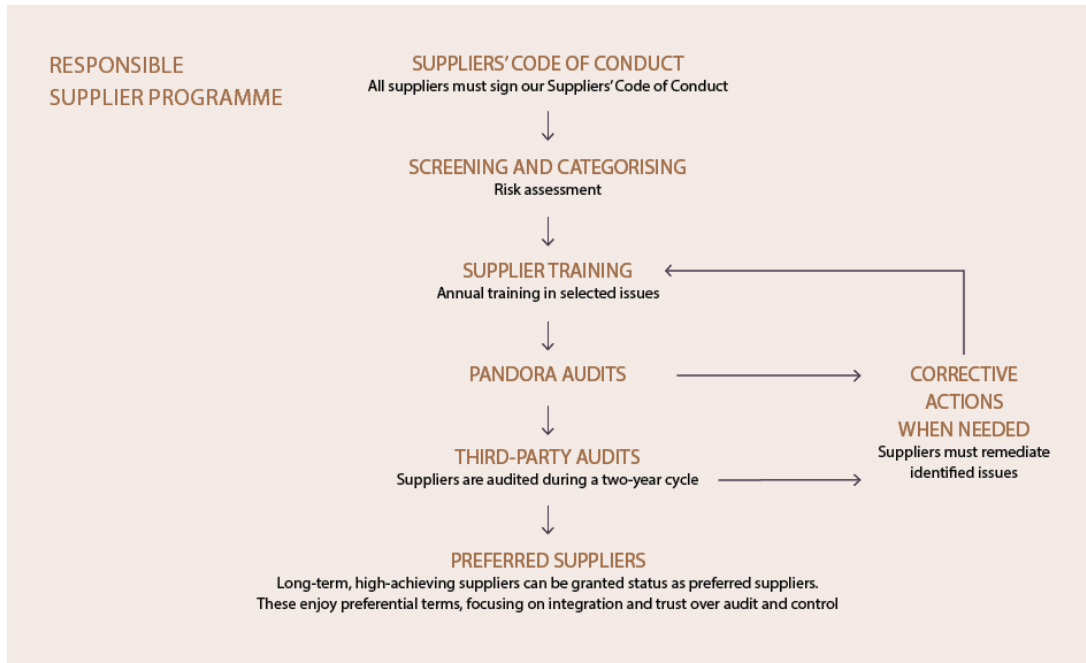 RESPONSIBLE
SUPPLIER PROGRAMME
SUPPLIERS’ CODE OF CONDUCT
All suppliers must sign our Suppliers’ Code of Conduct
SCREENING AND CATEGORISING
Risk assessment
SUPPLIER TRAINING
Annual training in selected issues
PANDORA AUDITS
THIRD-PARTY AUDITS
Suppliers are audited during a two-year cycle
CORRECTIVE
ACTIONS
WHEN NEEDED
Suppliers must remediate
identified issues
PREFERRED SUPPLIERS
Long-term, high-achieving suppliers can be granted status as preferred suppliers.
These enjoy preferential terms, focusing on integration and trust over audit and control